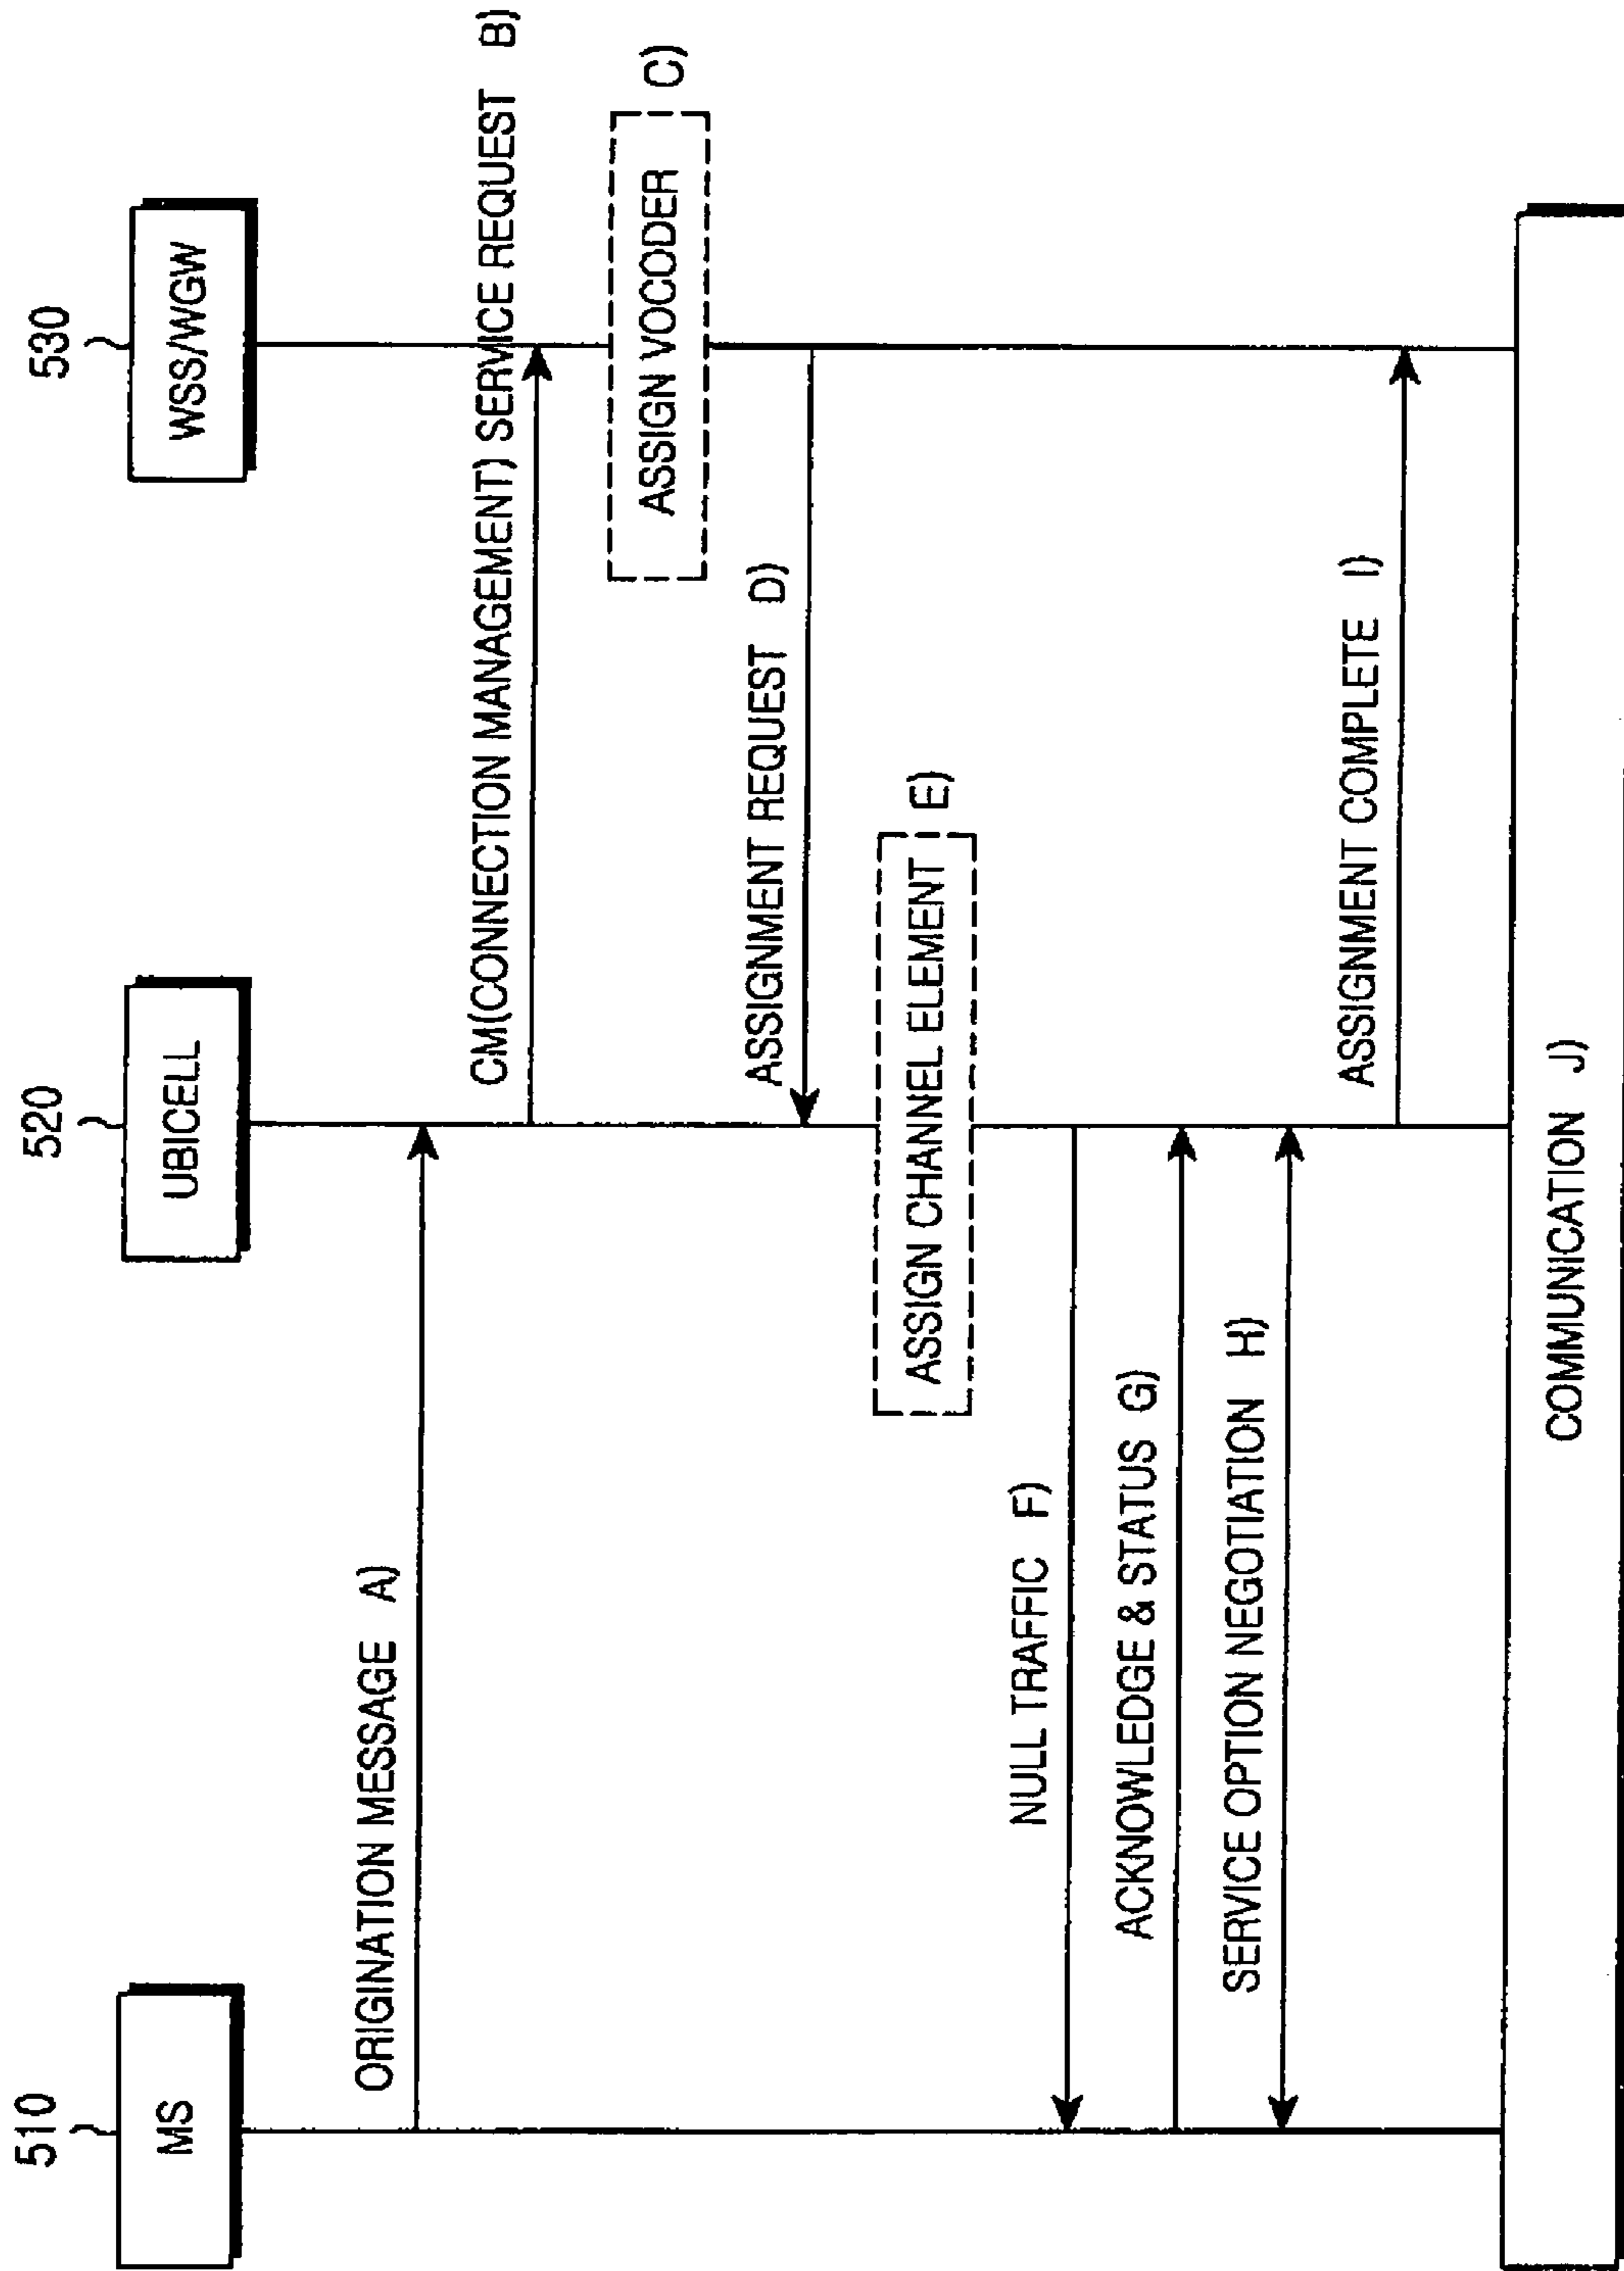 510
520
530
MS
UBICELL
WSS/WGW
ORIGINATION MESSAGE A)
CM(CONNECTION MANAGEMENT) SERVICE REQUEST B)
ASSIGN VOCODER C)
ASSIGNMENT REQUEST D)
ASSIGN CHANNEL ELEMENT E)
NULL TRAFFIC F)
ACKNOWLEDGE & STATUS G)
SERVICE OPTION NEGOTIATION H)
ASSIGNMENT COMPLETE I)
COMMUNICATION J)